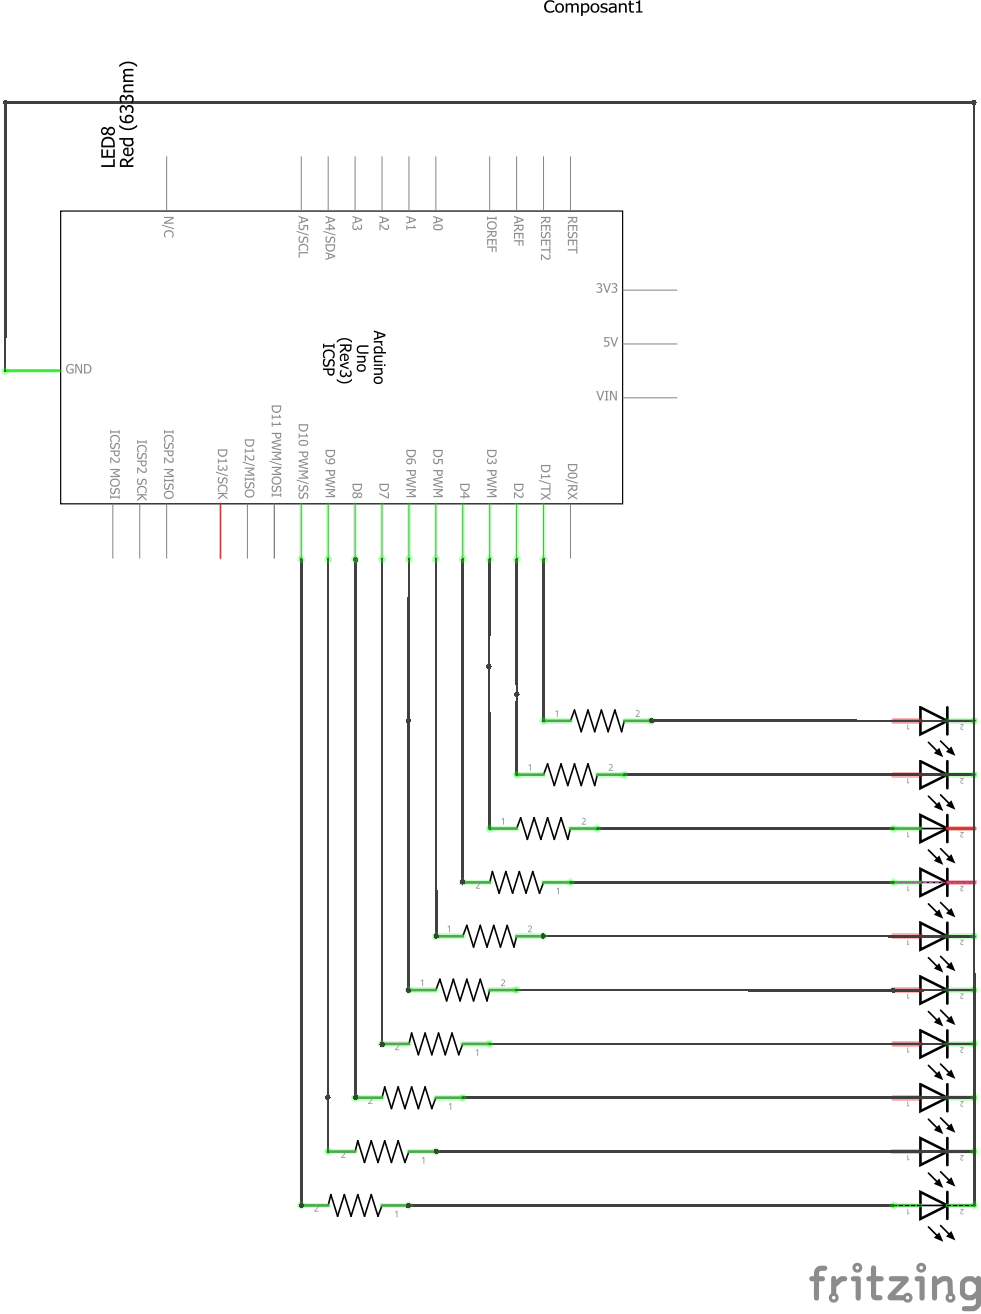 Composant1
LED8
Red (633nm)
N/C
A5/SCL
A4/SDA
A3
A2
A1
A0
IOREF
AREF
RESET2
RESET
3V3
5V
VIN
GND
Arduino
Uno
(Rev3)
ICSP
ICSP2 MOSI
ICSP2 SCK
ICSP2 MISO
D13/SCK
D12/MISO
D11 PWM/MOSI
D10 PWM/SS
D9 PWM
D8
D7
D6 PWM
D5 PWM
D4
D3 PWM
D2
D1/TX
D0/RX
1 2 1 2
1 2 1 2
1 2 1 2
2 1 1 2
1 2 1 2
1 2 1 2
2 1 1 2
2 1 1 2
2 1 1 2
2 1 1 2
fritzing